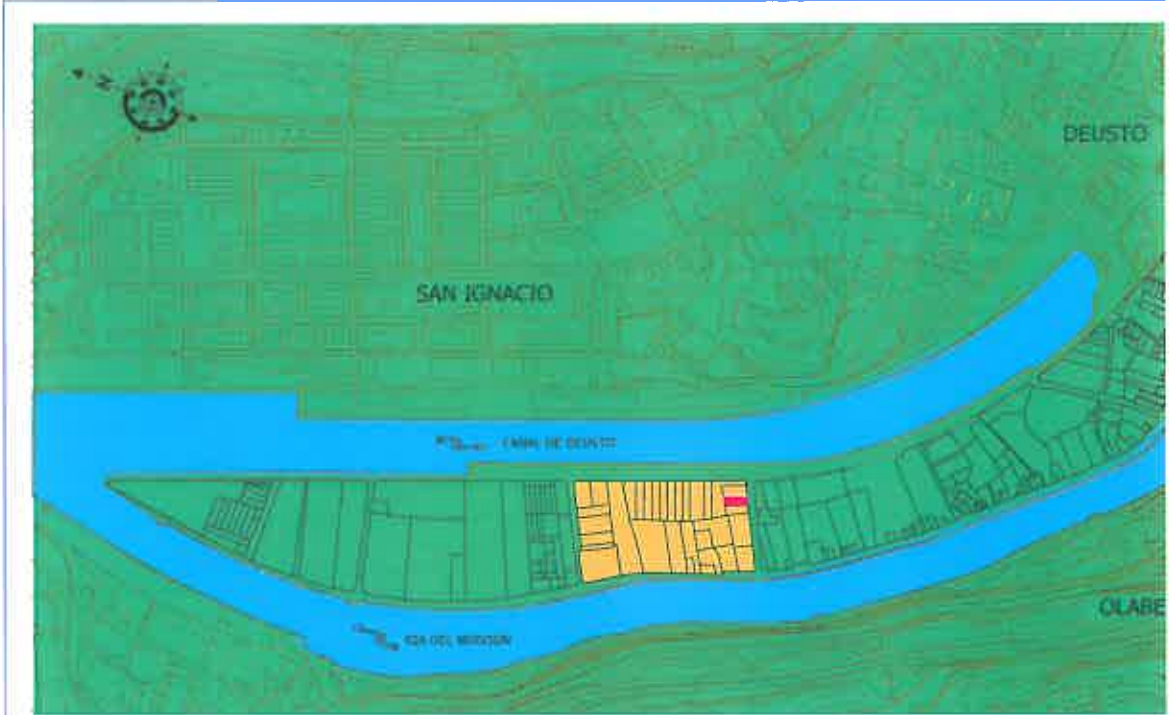 N
DEUSTO
SAN IGNACIO
CANAL DE DEUSTO
OLABE
RIA DEL NERVION